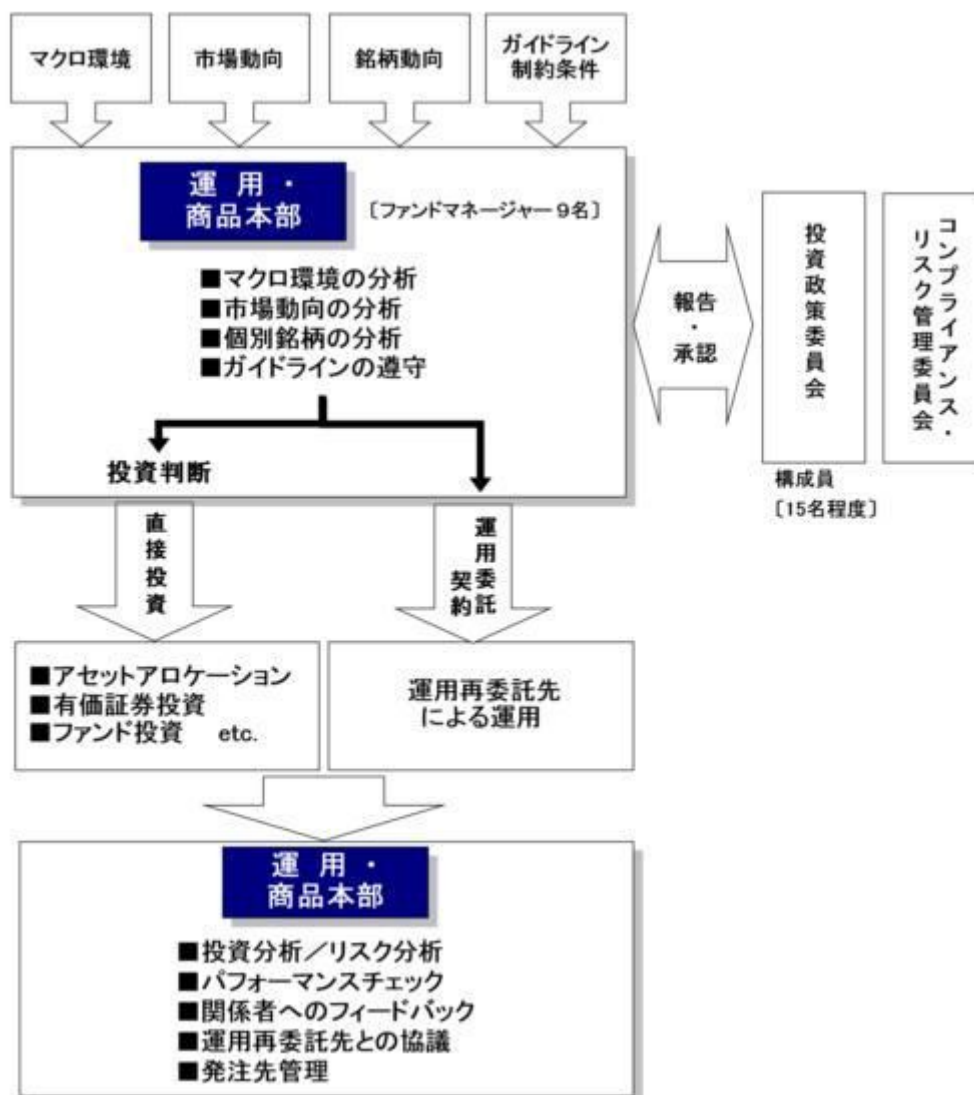 マクロ環境
市場動向
銘柄動向
ガイドライン
制約条件
運 用 ・
商品本部
〔ファンドマネージャー 9名〕
■マクロ環境の分析
■市場動向の分析
■個別銘柄の分析
■ガイドラインの遵守
投資判断
報告
・
承認
投資政策委員会
コンプライアンス・
リスク管理委員会
構成員
〔15名程度〕
直接投資
運用委託
契約
■アセットアロケーション
■有価証券投資
■ファンド投資 etc.
運用再委託先
による運用
運 用 ・
商品本部
■投資分析／リスク分析
■パフォーマンスチェック
■関係者へのフィードバック
■運用再委託先との協議
■発注先管理